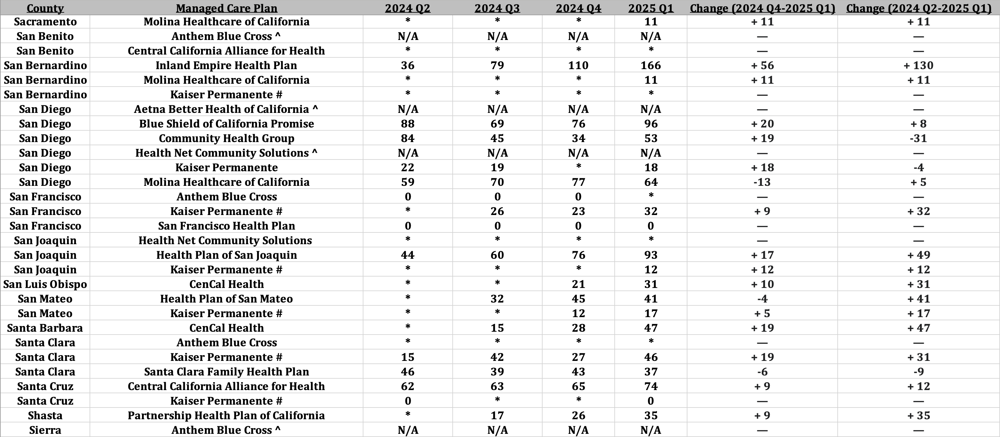 County Managed Care Plan 2024 Q2 2024 Q3 2024 Q4 2025 Q1 Change (2024 Q4-2025 Q1) Change (2024 Q2-2025 Q1)
Sacramento Molina Healthcare of California * * * 11 + 11 + 11
San Benito Anthem Blue Cross ^ N/A N/A N/A N/A — —
San Benito Central California Alliance for Health * * * * — —
San Bernardino Inland Empire Health Plan 36 79 110 166 + 56 + 130
San Bernardino Molina Healthcare of California * * * 11 + 11 + 11
San Bernardino Kaiser Permanente # * * * * — —
San Diego Aetna Better Health of California ^ N/A N/A N/A N/A — —
San Diego Blue Shield of California Promise 88 69 76 96 + 20 + 8
San Diego Community Health Group 84 45 34 53 + 19 -31
San Diego Health Net Community Solutions ^ N/A N/A N/A N/A — —
San Diego Kaiser Permanente 22 19 * 18 + 18 -4
San Diego Molina Healthcare of California 59 70 77 64 -13 + 5
San Francisco Anthem Blue Cross 0 0 0 * — —
San Francisco Kaiser Permanente # * 26 23 32 + 9 + 32
San Francisco San Francisco Health Plan 0 0 0 0 — —
San Joaquin Health Net Community Solutions * * * * — —
San Joaquin Health Plan of San Joaquin 44 60 76 93 + 17 + 49
San Joaquin Kaiser Permanente # * * * 12 + 12 + 12
San Luis Obispo CenCal Health * * 21 31 + 10 + 31
San Mateo Health Plan of San Mateo * 32 45 41 -4 + 41
San Mateo Kaiser Permanente # * * 12 17 + 5 + 17
Santa Barbara CenCal Health * 15 28 47 + 19 + 47
Santa Clara Anthem Blue Cross * * * * — —
Santa Clara Kaiser Permanente # 15 42 27 46 + 19 + 31
Santa Clara Santa Clara Family Health Plan 46 39 43 37 -6 -9
Santa Cruz Central California Alliance for Health 62 63 65 74 + 9 + 12
Santa Cruz Kaiser Permanente # 0 * * 0 — —
Shasta Partnership Health Plan of California * 17 26 35 + 9 + 35
Sierra Anthem Blue Cross ^ N/A N/A N/A N/A — —